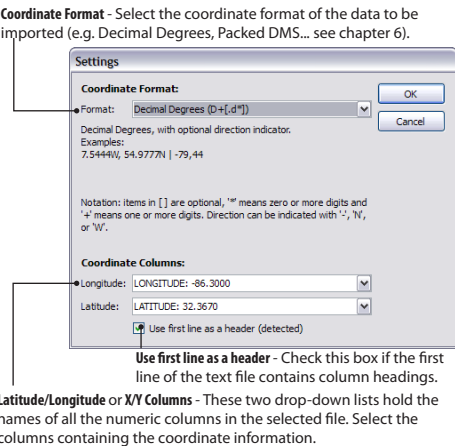 Coordinate Format - Select the coordinate format of the data to be
imported (e.g. Decimal Degrees, Packed DMS... see chapter 6).
Settings
Coordinate Format:
Format: Decimal Degrees (D+[.d*])
OK
Cancel
Decimal Degrees, with optional direction indicator.
Examples:
7.5444W, 54.9777N | -79,44
Notation: items in [ ] are optional, '*' means zero or more digits and
'+' means one or more digits. Direction can be indicated with '-', 'N',
or 'W'.
Coordinate Columns:
Longitude: LONGITUDE: -86.3000
Latitude: LATITUDE: 32.3670
Use first line as a header (detected)
Use first line as a header - Check this box if the first
line of the text file contains column headings.
Latitude/Longitude or X/Y Columns - These two drop-down lists hold the
names of all the numeric columns in the selected file. Select the
columns containing the coordinate information.